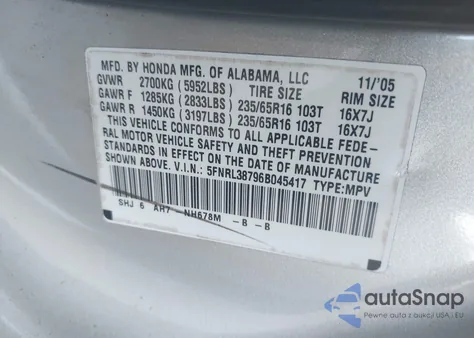 MFD. BY HONDA MFG. OF ALABAMA, LLC 11/'05
GVWR 2700KG ( 5952LBS ) TIRE SIZE RIM SIZE
GAWR F 1285KG ( 2833LBS ) 235/65R16 103T 16X7J
GAWR R 1450KG ( 3197LBS ) 235/65R16 103T 16X7J
THIS VEHICLE CONFORMS TO ALL APPLICABLE FEDE-
RAL MOTOR VEHICLE SAFETY AND THEFT PREVENTION
STANDARDS IN EFFECT ON THE DATE OF MANUFACTURE
SHOWN ABOVE. V.I.N.: 5FNRL38796B045417 TYPE:MPV
SHJ 6 AH7 -NH678M -B -B
autoSnap
Pewne auta z aukcji USA i EU